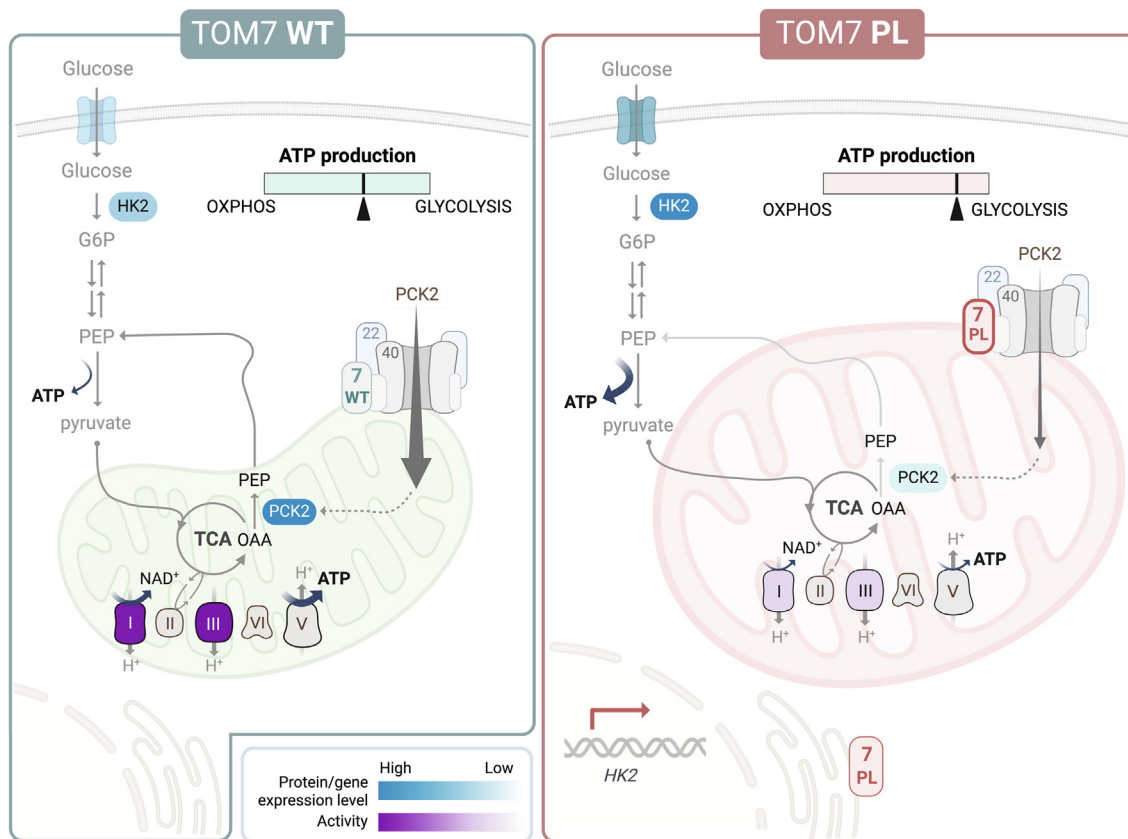 TOM7 WT
Glucose
Glucose
HK2
G6P
PEP
ATP
pyruvate
ATP production
OXPHOS
GLYCOLYSIS
PCK2
22
40
7
WT
PEP
PCK2
TCA OAA
NAD+
H+
ATP
I
II
III
VI
V
H+
H+
TOM7 PL
Glucose
Glucose
HK2
G6P
PEP
ATP
pyruvate
ATP production
OXPHOS
GLYCOLYSIS
PCK2
22
40
7
PL
PEP
PCK2
TCA OAA
NAD+
H+
ATP
I
II
III
VI
V
H+
H+
HK2
7
PL
High
Low
Protein/gene
expression level
Activity